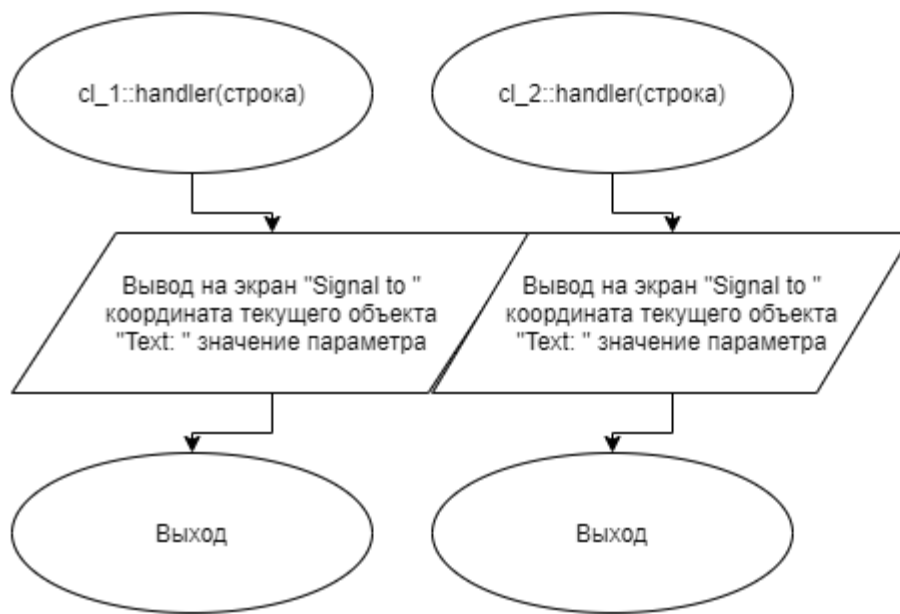 cl_1::handler(строка)
cl_2::handler(строка)
Вывод на экран "Signal to "
координата текущего объекта
"Text: " значение параметра
Вывод на экран "Signal to "
координата текущего объекта
"Text: " значение параметра
Выход
Выход